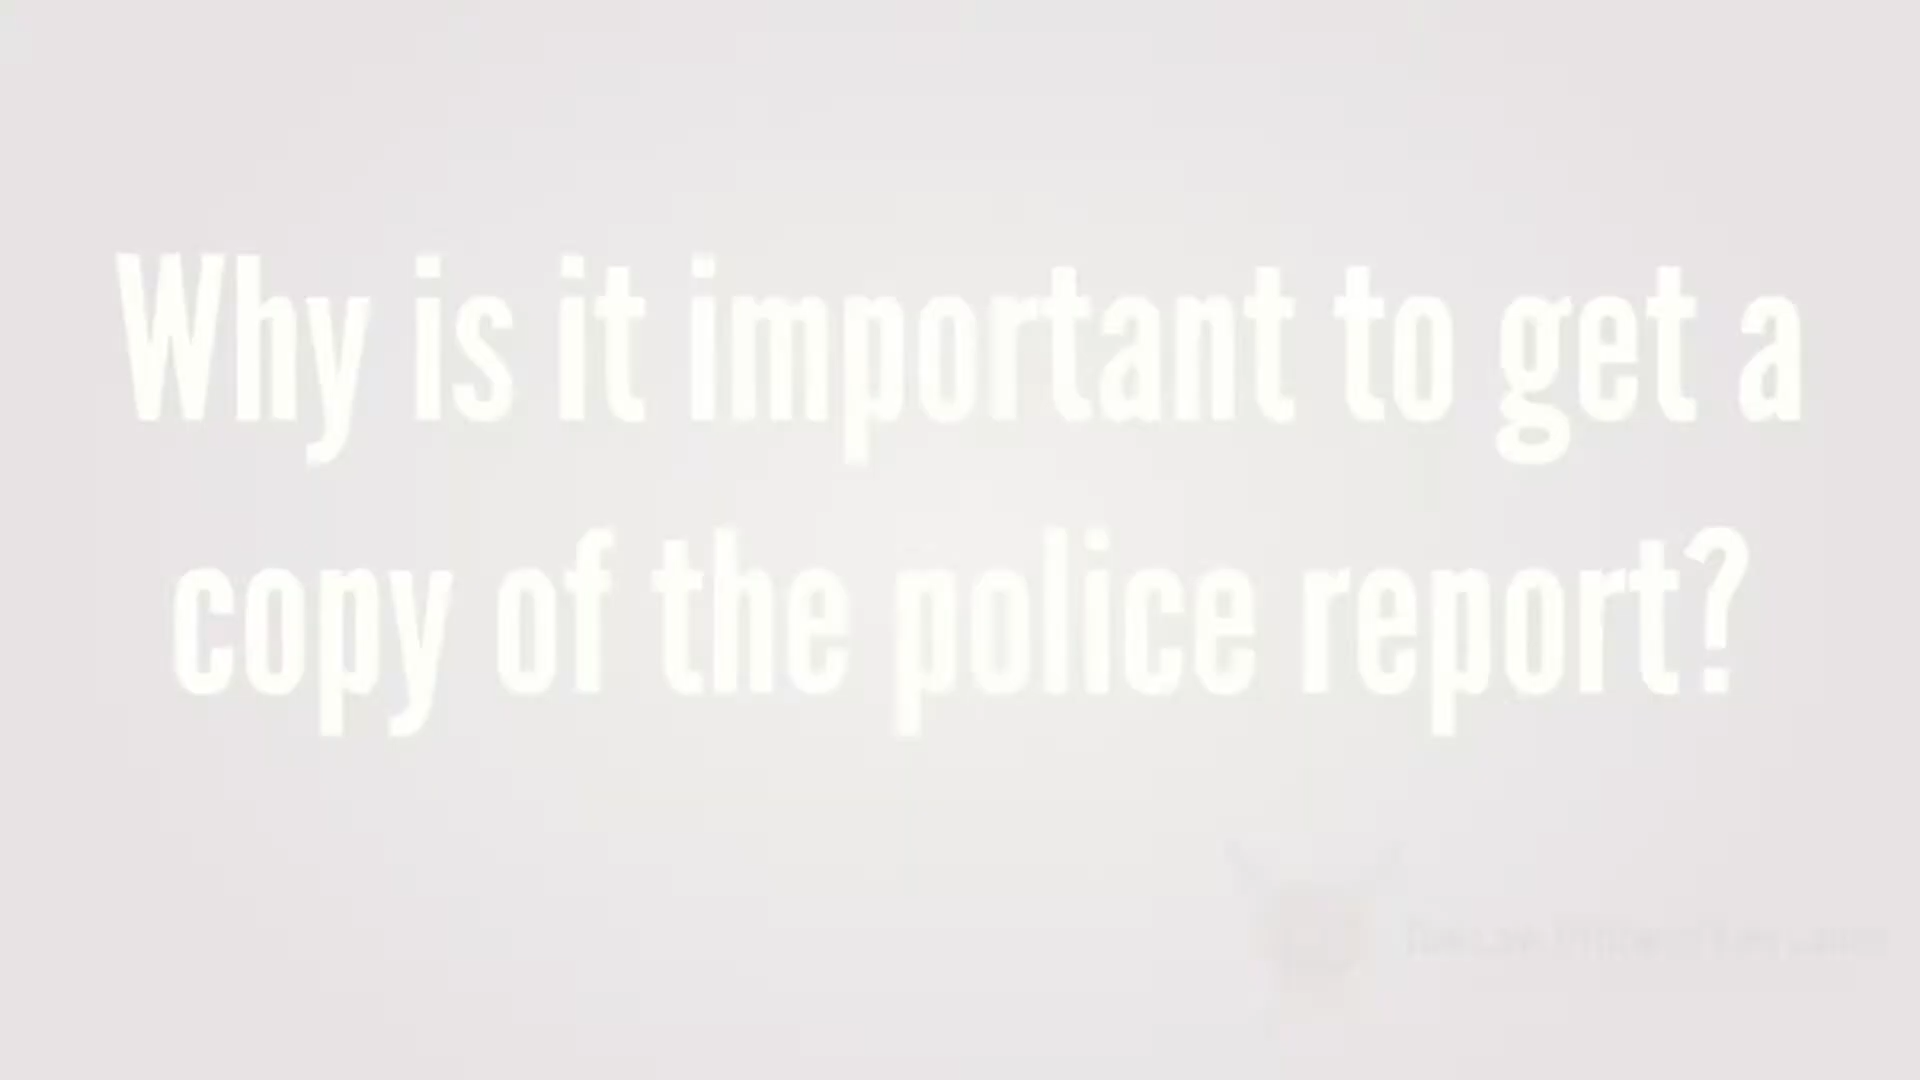 Why is it important to get a
copy of the police report?